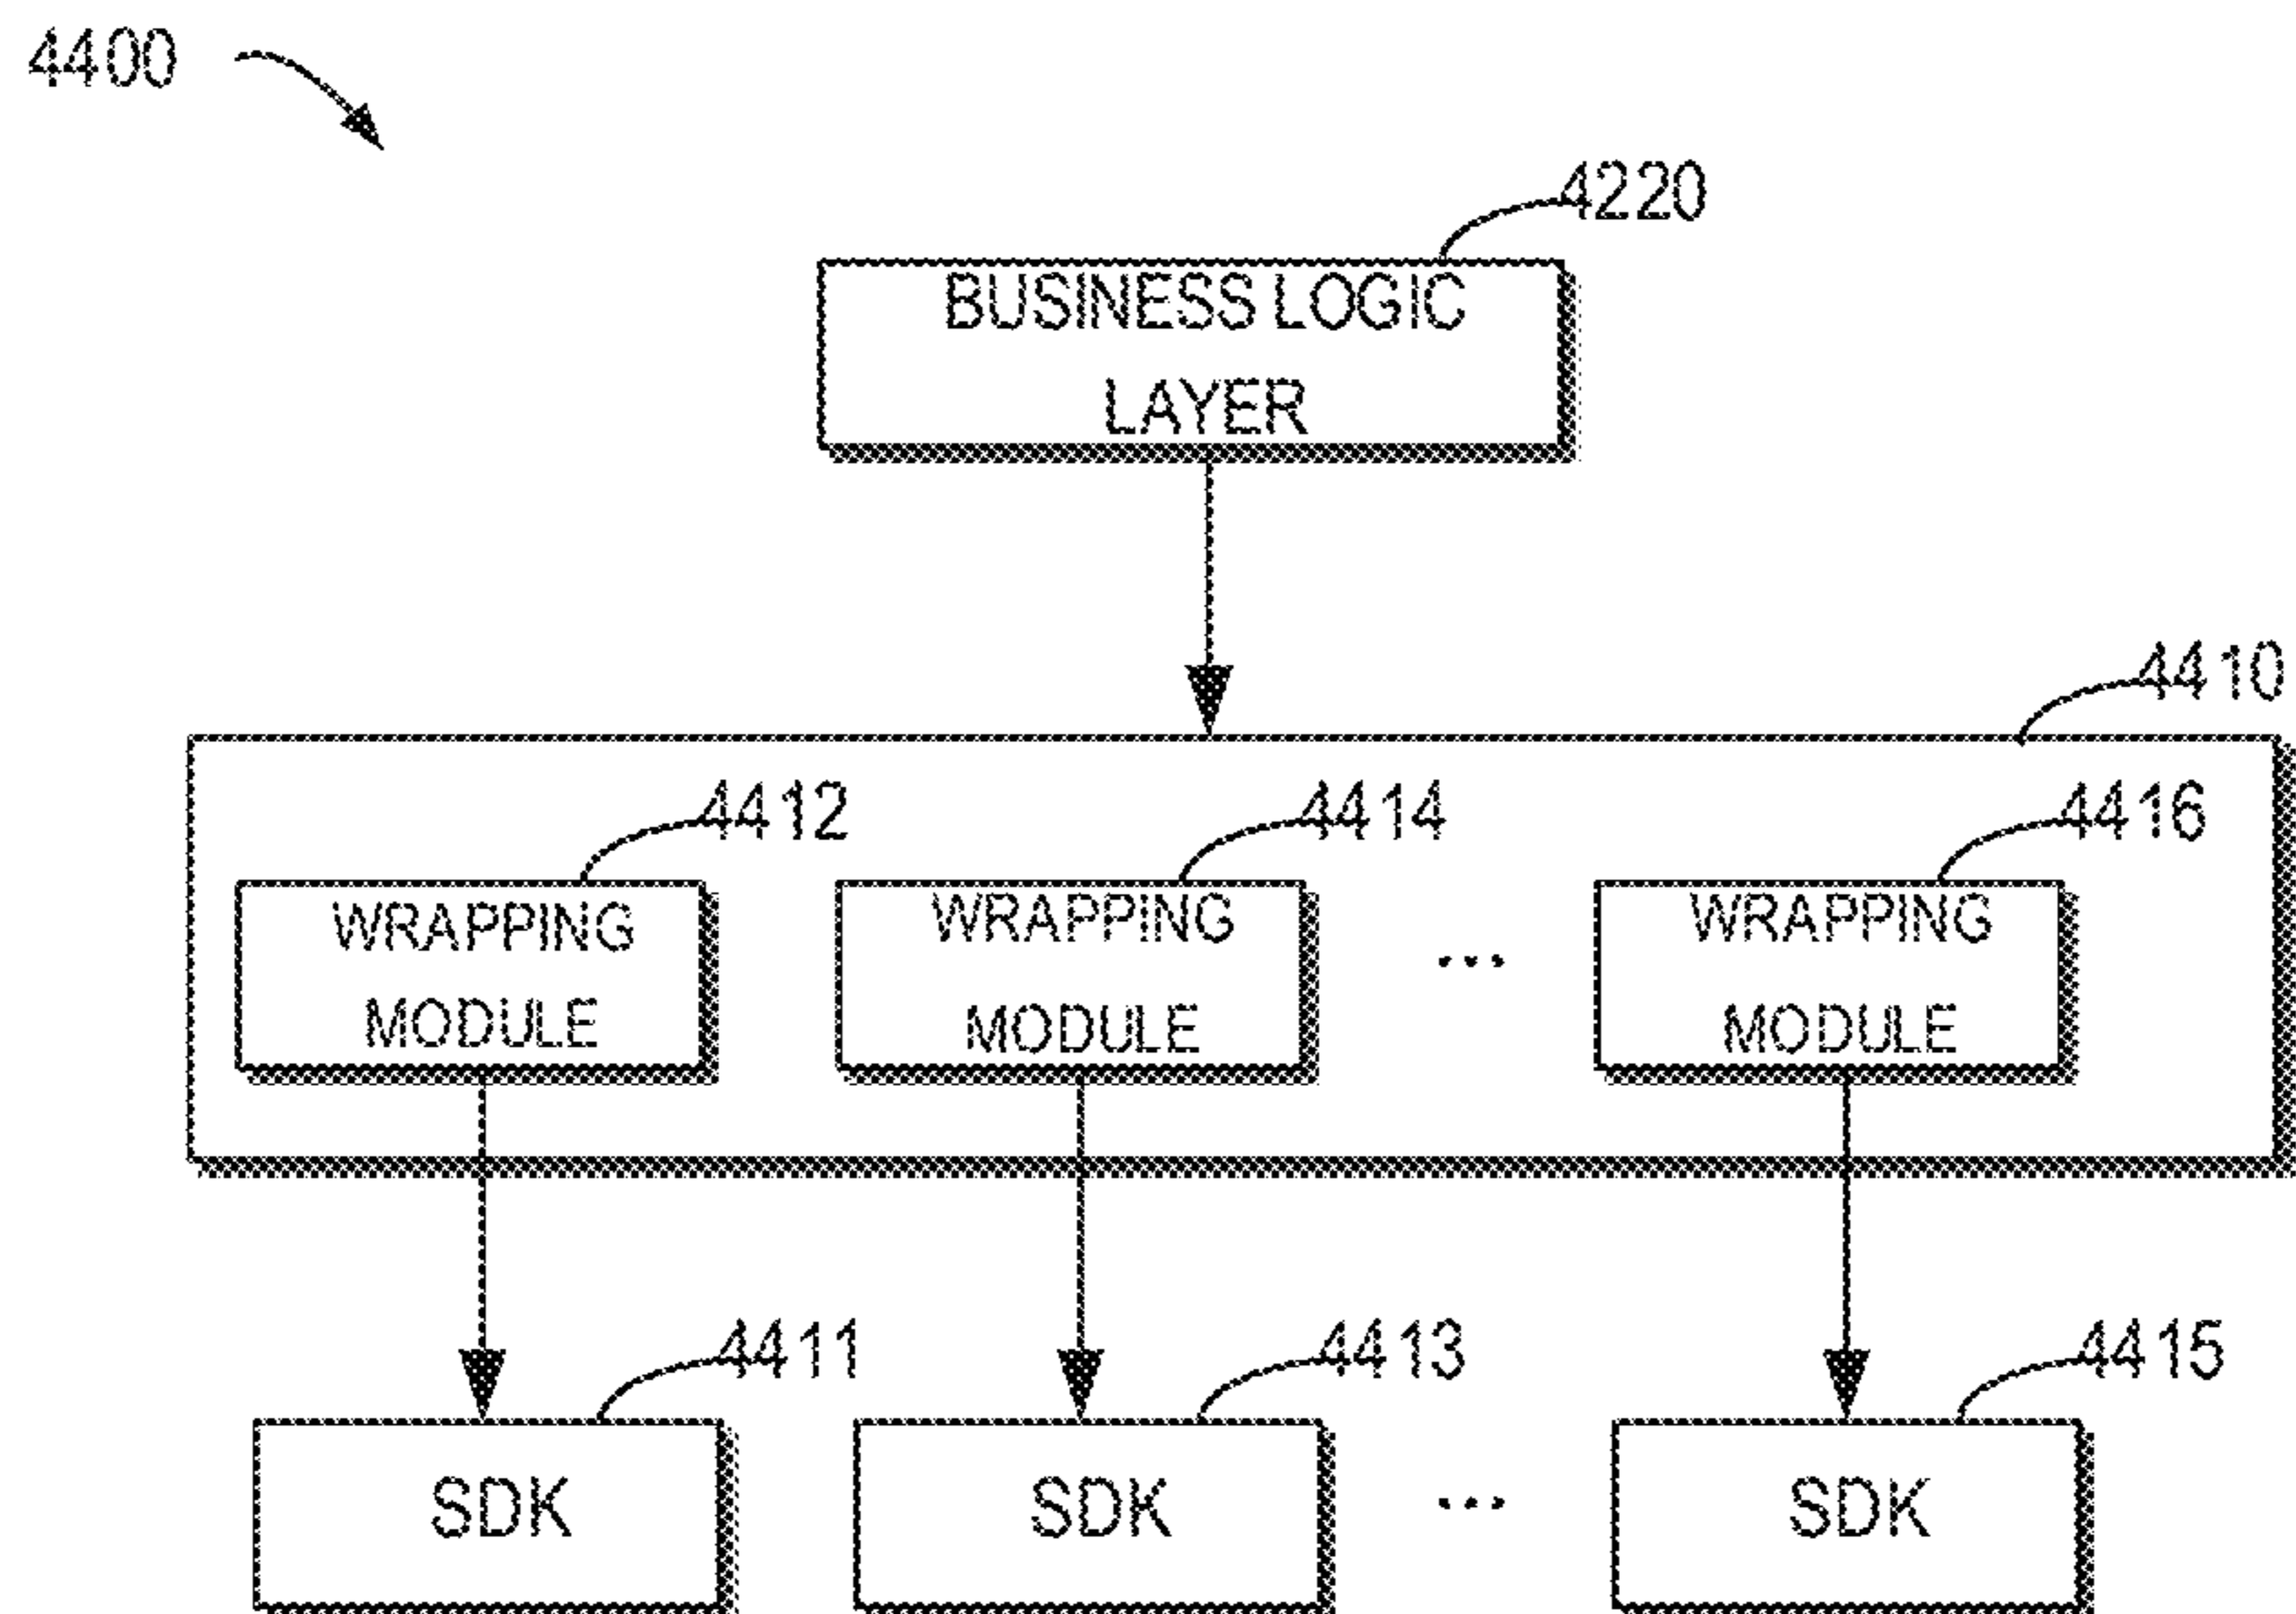 4400
4220
BUSINESS LOGIC
LAYER
4410
4412
4414
4416
WRAPPING
MODULE
WRAPPING
MODULE
...
WRAPPING
MODULE
4411
4413
4415
SDK
SDK
...
SDK